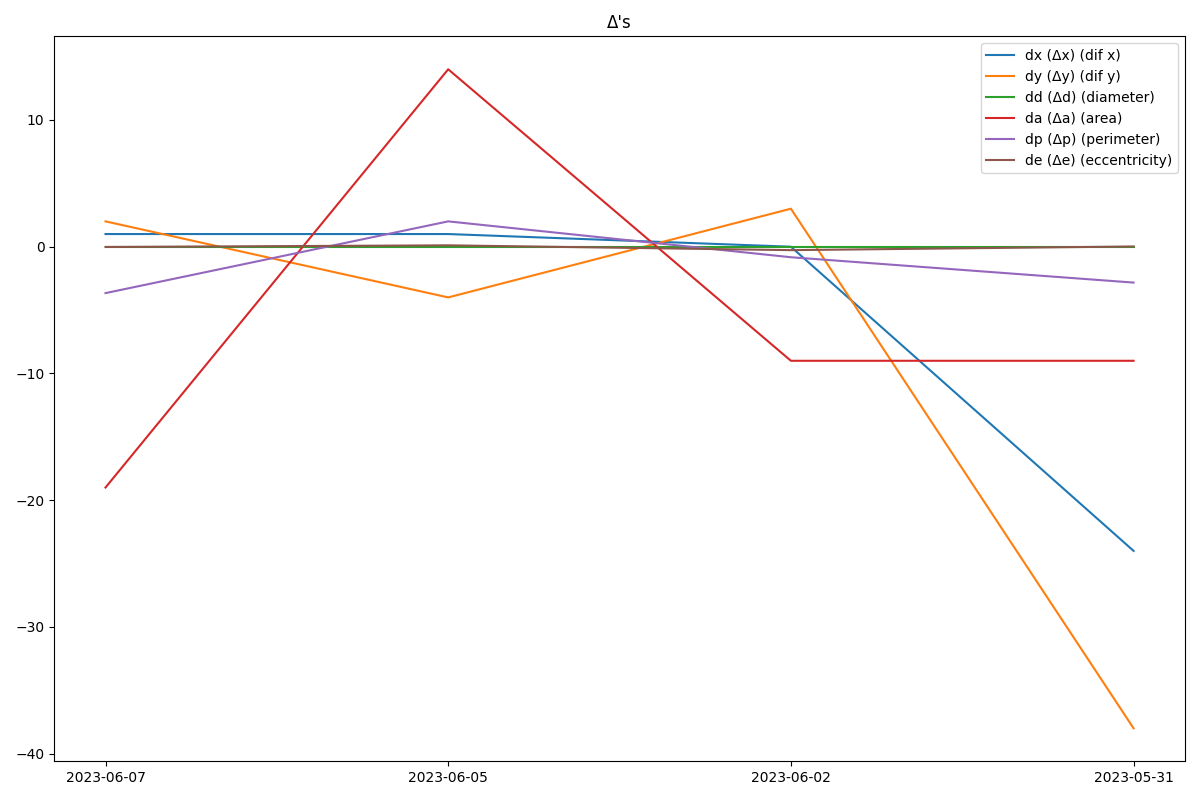 Δ's
dx (Δx) (dif x)
dy (Δy) (dif y)
dd (Δd) (diameter)
da (Δa) (area)
dp (Δp) (perimeter)
de (Δe) (eccentricity)
10
0
−10
−20
−30
−40
2023-06-07 2023-06-05 2023-06-02 2023-05-31